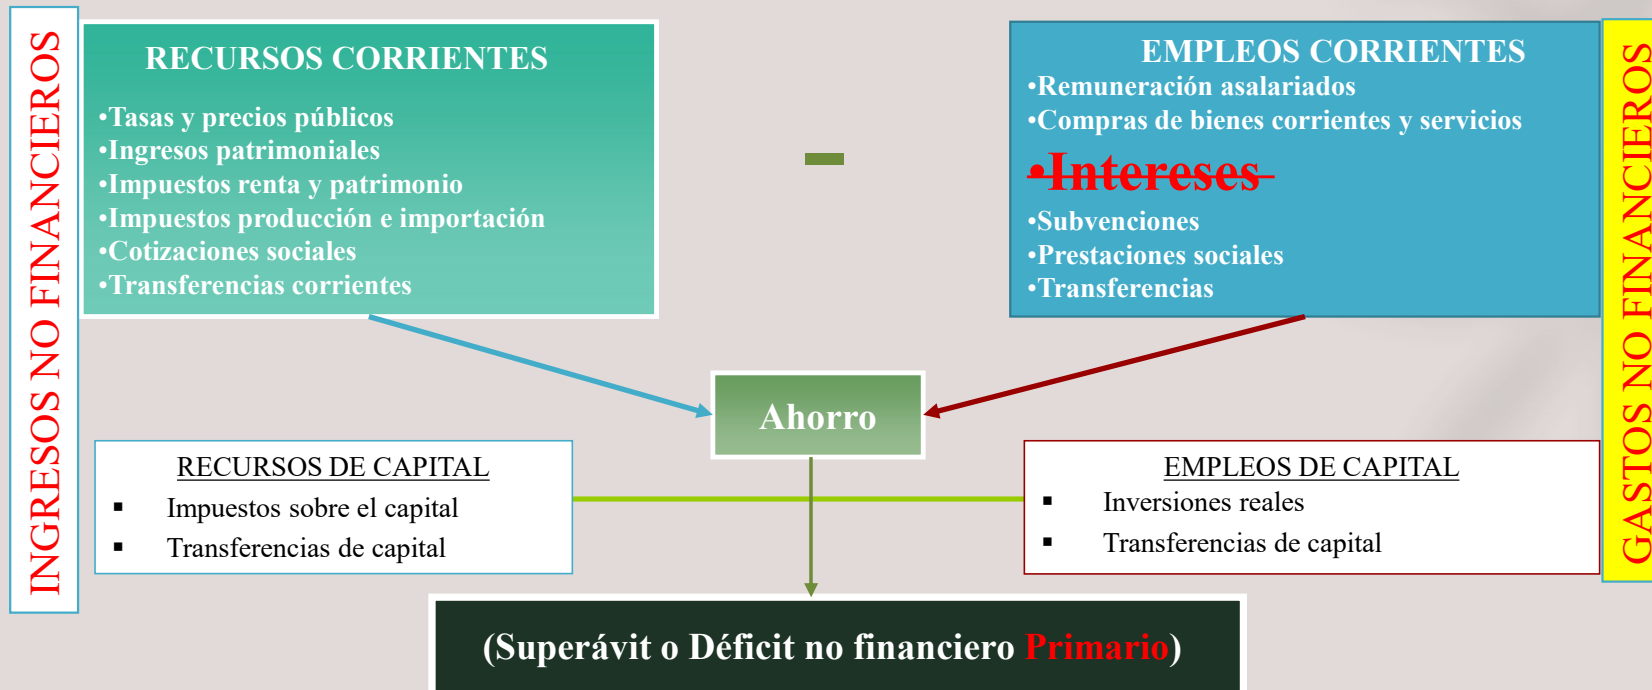 INGRESOS NO FINANCIEROS
RECURSOS CORRIENTES
•Tasas y precios públicos
•Ingresos patrimoniales
•Impuestos renta y patrimonio
•Impuestos producción e importación
•Cotizaciones sociales
•Transferencias corrientes
-
EMPLEOS CORRIENTES
•Remuneración asalariados
•Compras de bienes corrientes y servicios
•Intereses
•Subvenciones
•Prestaciones sociales
•Transferencias
GASTOS NO FINANCIEROS
Ahorro
RECURSOS DE CAPITAL
▪ Impuestos sobre el capital
▪ Transferencias de capital
EMPLEOS DE CAPITAL
▪ Inversiones reales
▪ Transferencias de capital
(Superávit o Déficit no financiero Primario)